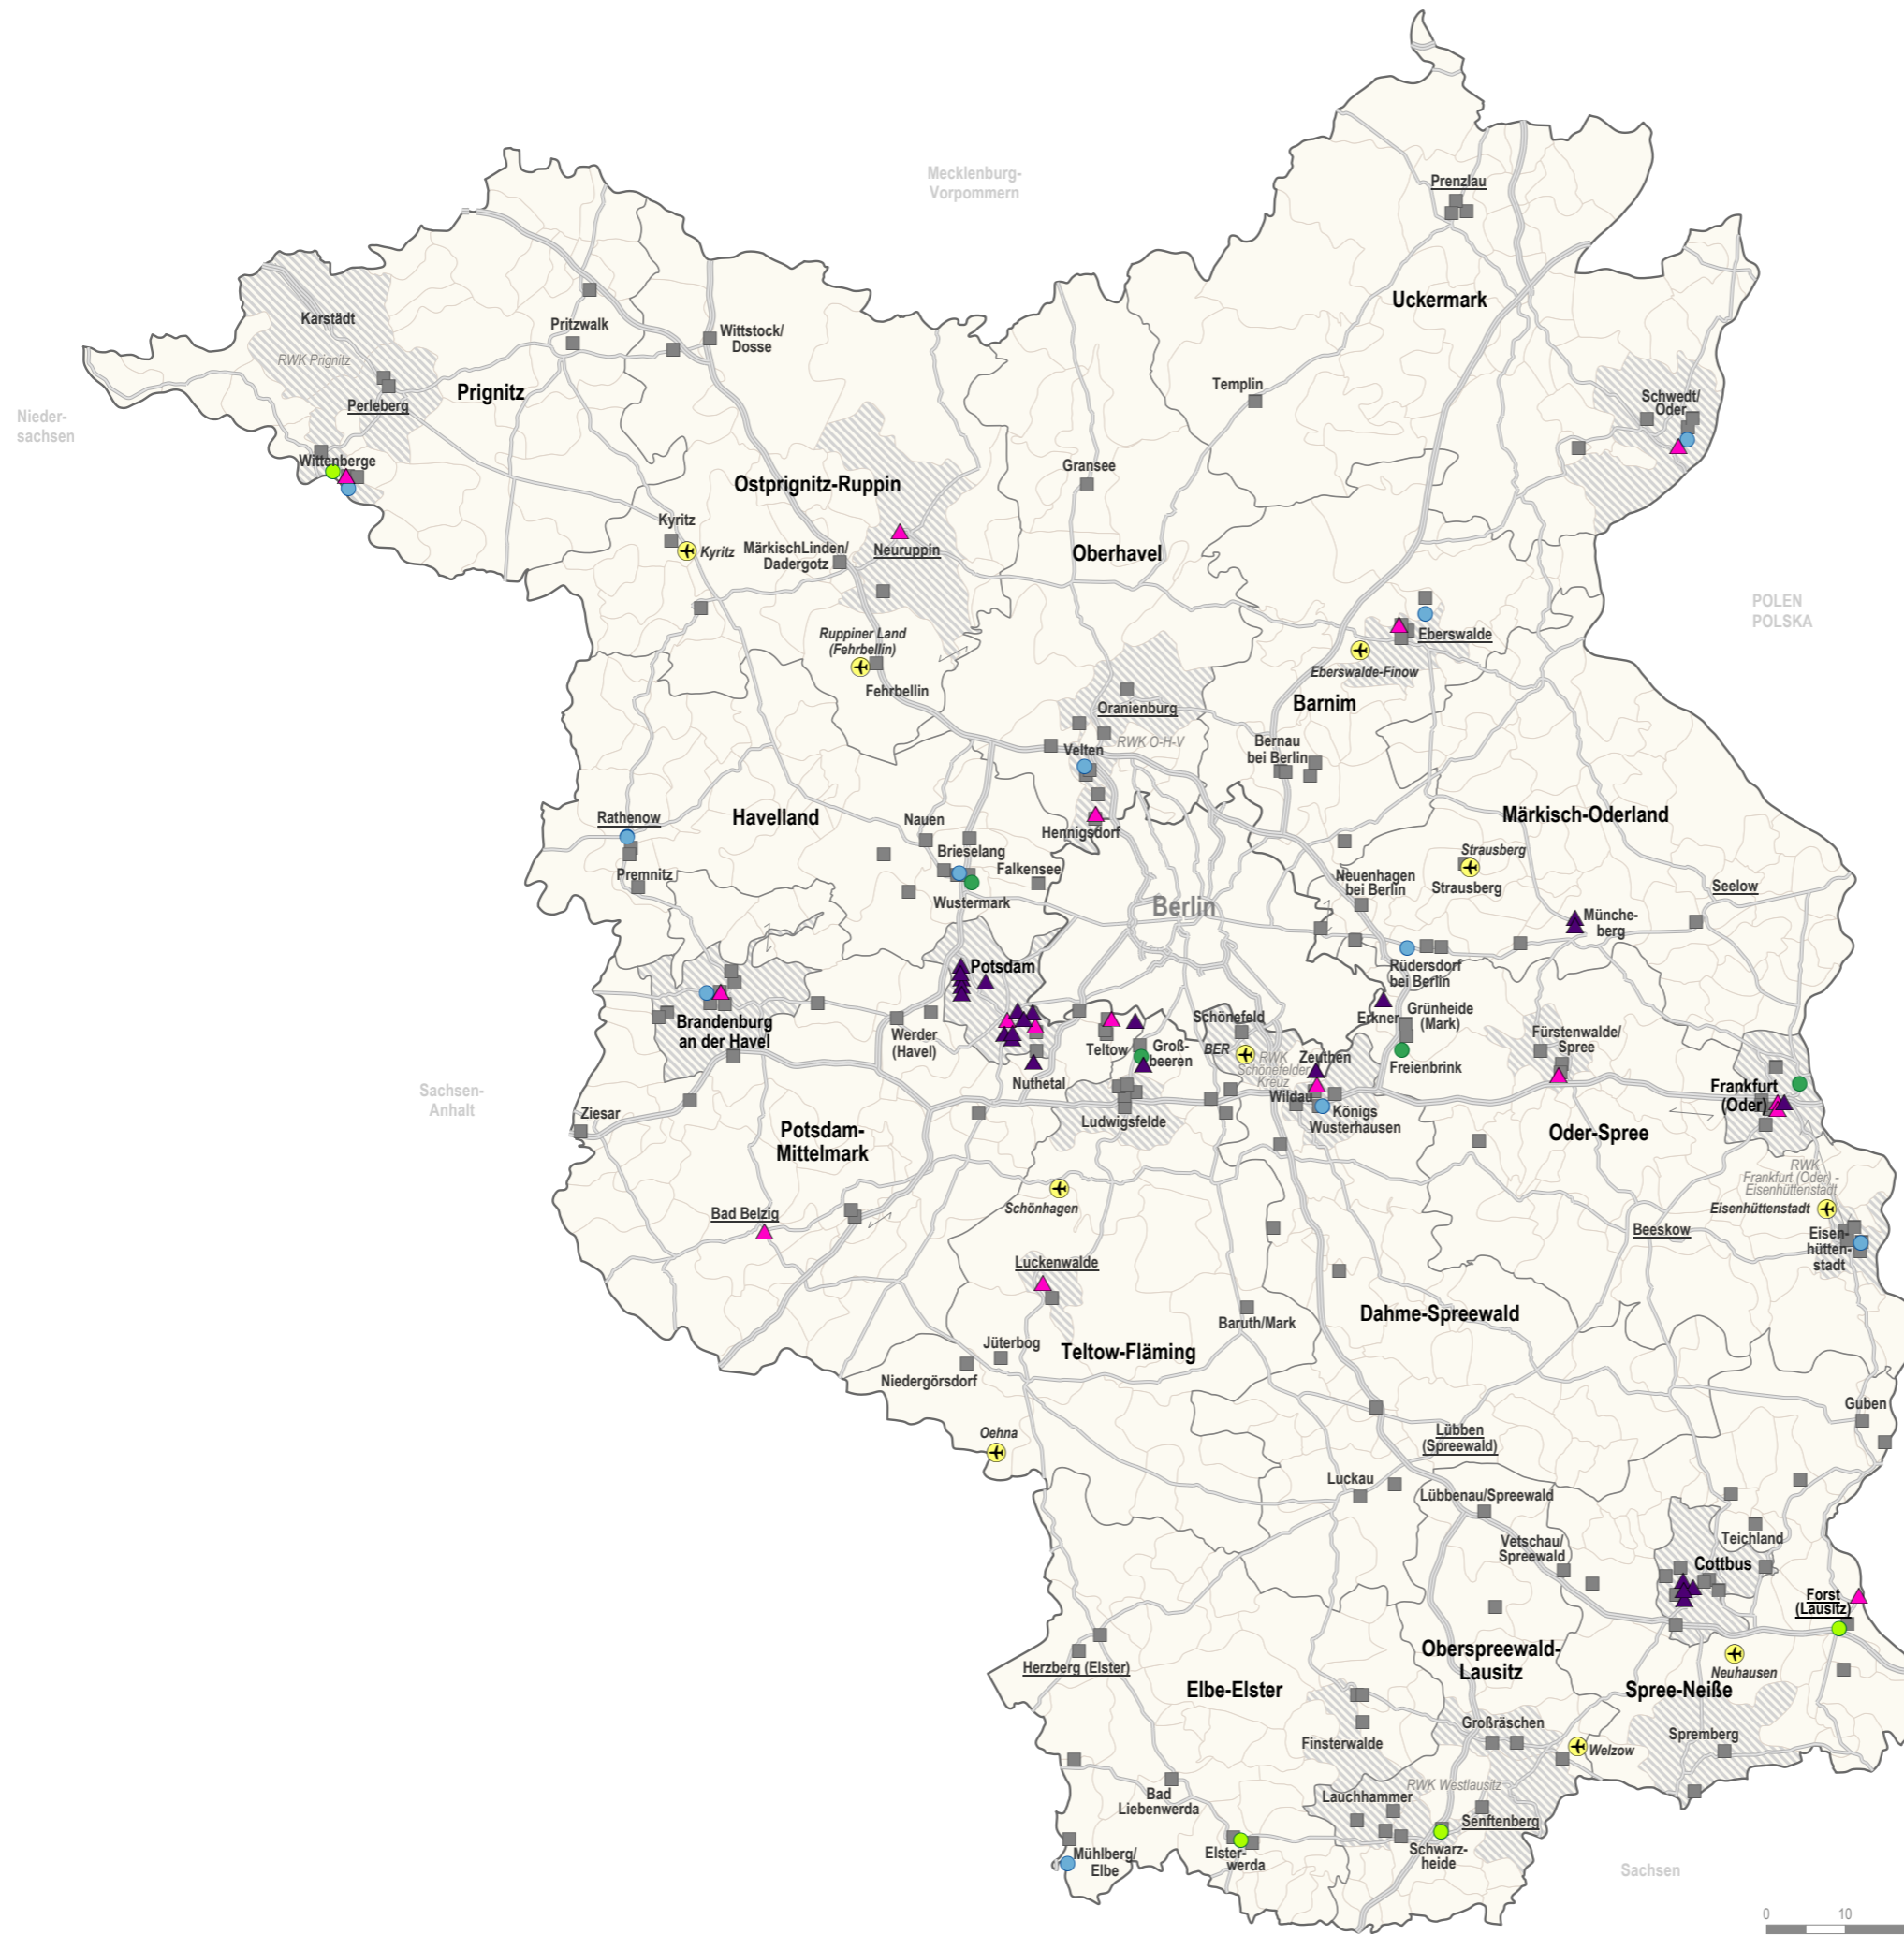 Mecklenburg-
Vorpommern
Prenzlau
Uckermark
Karstädt
Pritzwalk
Wittstock/
Dosse
RWK Prignitz
Prignitz
Perleberg
Templin
Schwedt/
Oder
Nieder-
sachsen
Wittenberge
Gransee
Ostprignitz-Ruppin
Kyritz
Kyritz
MärkischLinden/
Dadergotz
Neuruppin
Oberhavel
POLEN
POLSKA
Ruppiner Land
(Fehrbellin)
Eberswalde
Eberswalde-Finow
Fehrbellin
Barnim
Oranienburg
RWK O-H-V
Velten
Bernau
bei Berlin
Rathenow
Havelland
Nauen
Hennigsdorf
Märkisch-Oderland
Brieselang
Falkensee
Strausberg
Strausberg
Premnitz
Neuenhagen
bei Berlin
Seelow
Wustermark
Berlin
Münche-
berg
Potsdam
Rüdersdorf
bei Berlin
Brandenburg
an der Havel
Werder
(Havel)
Schönefeld
Erkner
Grünheide
(Mark)
Fürstenwalde/
Spree
Teltow
Groß-
beeren
BER
RWK
Schönefelder
Kreuz
Zeuthen
Freienbrink
Nuthetal
Wildau
Frankfurt
(Oder)
Sachsen-
Anhalt
Ziesar
Ludwigsfelde
Königs
Wusterhausen
Potsdam-
Mittelmark
Oder-Spree
RWK
Frankfurt (Oder) -
Eisenhüttenstadt
Schönhagen
Eisenhüttenstadt
Bad Belzig
Beeskow
Eisen-
hütten-
stadt
Luckenwalde
Baruth/Mark
Dahme-Spreewald
Jüterbog
Teltow-Fläming
Niedergörsdorf
Guben
Oehna
Lübben
(Spreewald)
Luckau
Lübbenau/Spreewald
Vetschau/
Spreewald
Teichland
Cottbus
Forst
(Lausitz)
Herzberg (Elster)
Oberspreewald-
Lausitz
Neuhausen
Elbe-Elster
Spree-Neiße
Großräschen
Finsterwalde
Welzow
Spremberg
RWK Westlausitz
Bad
Liebenwerda
Lauchhammer
Senftenberg
Mühlberg/
Elbe
Elster-
werda
Schwarz-
heide
Sachsen
0 10